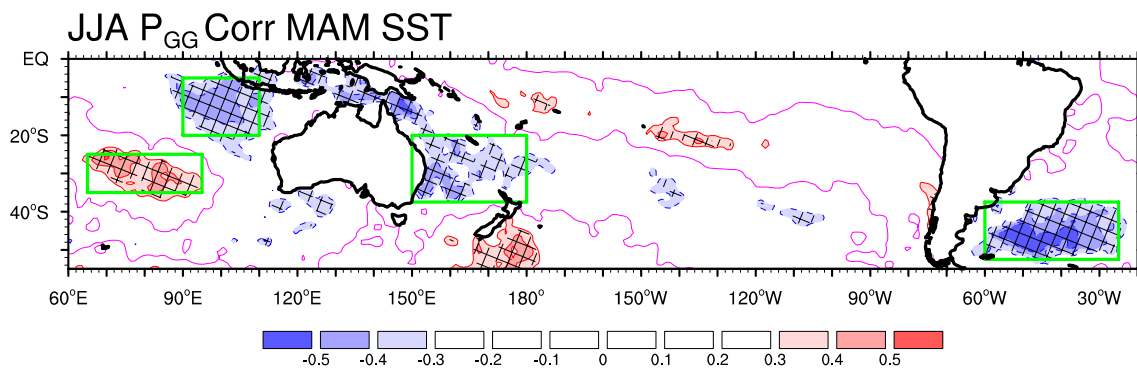 JJA P_GG Corr MAM SST
EQ
20°S
40°S
60°E 90°E 120°E 150°E 180° 150°W 120°W 90°W 60°W 30°W
-0.5 -0.4 -0.3 -0.2 -0.1 0 0.1 0.2 0.3 0.4 0.5